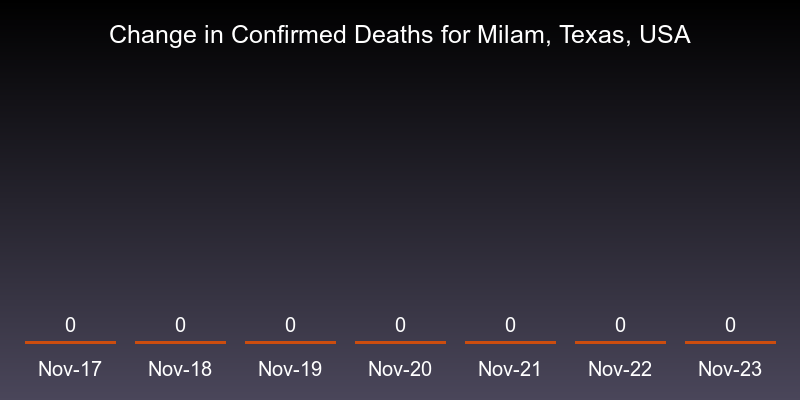 Change in Confirmed Deaths for Milam, Texas, USA
0 0 0 0 0 0 0
Nov-17 Nov-18 Nov-19 Nov-20 Nov-21 Nov-22 Nov-23